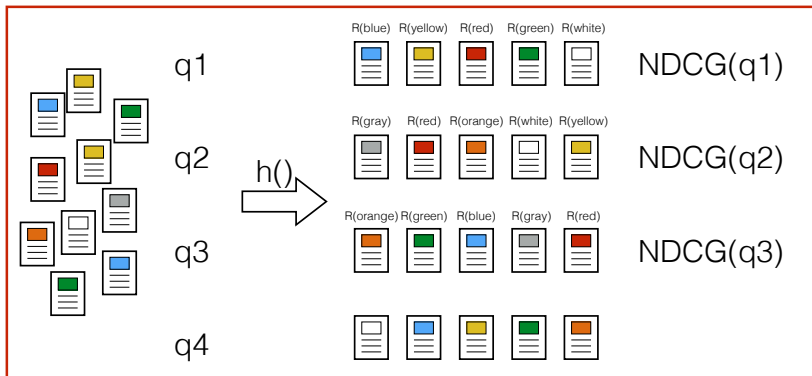 q1
R(blue) R(yellow) R(red) R(green) R(white)
NDCG(q1)
q2
R(gray) R(red) R(orange) R(white) R(yellow)
NDCG(q2)
h()
q3
R(orange) R(green) R(blue) R(gray) R(red)
NDCG(q3)
q4